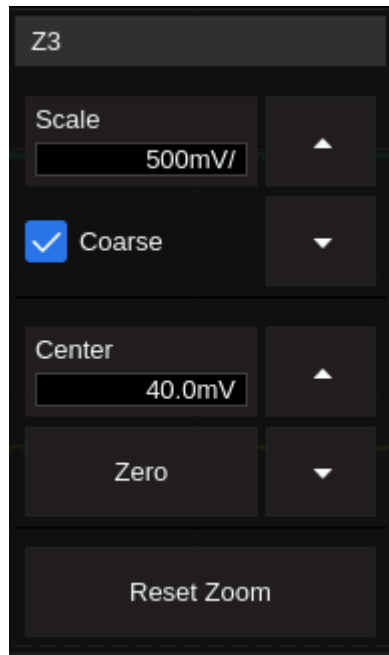 Z3
Scale
500mV/
Coarse
Center
40.0mV
Zero
Reset Zoom